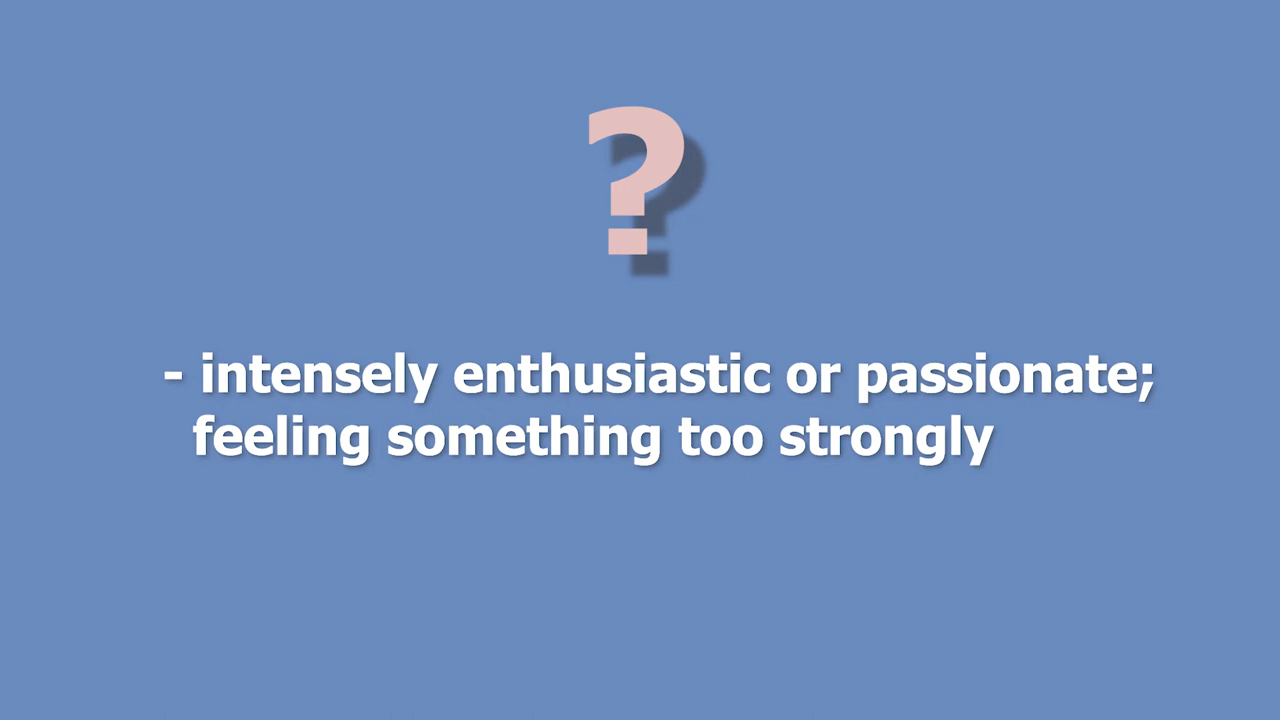 ?
- intensely enthusiastic or passionate;
feeling something too strongly